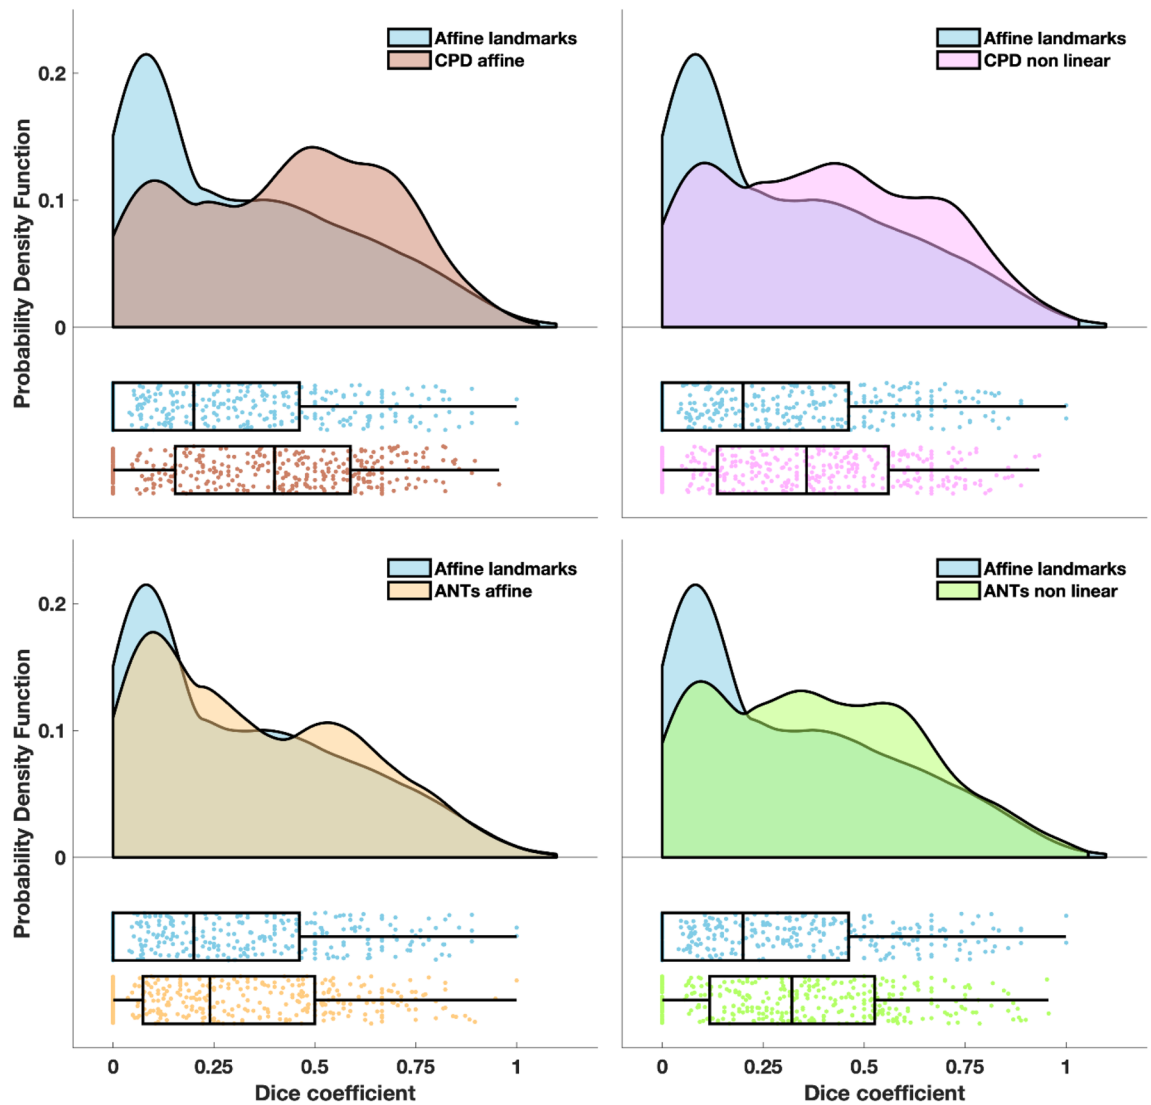 Affine landmarks
CPD affine
Affine landmarks
CPD non linear
Probability Density Function
0.2
0.1
0
Affine landmarks
ANTs affine
Affine landmarks
ANTs non linear
Probability Density Function
0.2
0.1
0
0 0.25 0.5 0.75 1
Dice coefficient
0 0.25 0.5 0.75 1
Dice coefficient